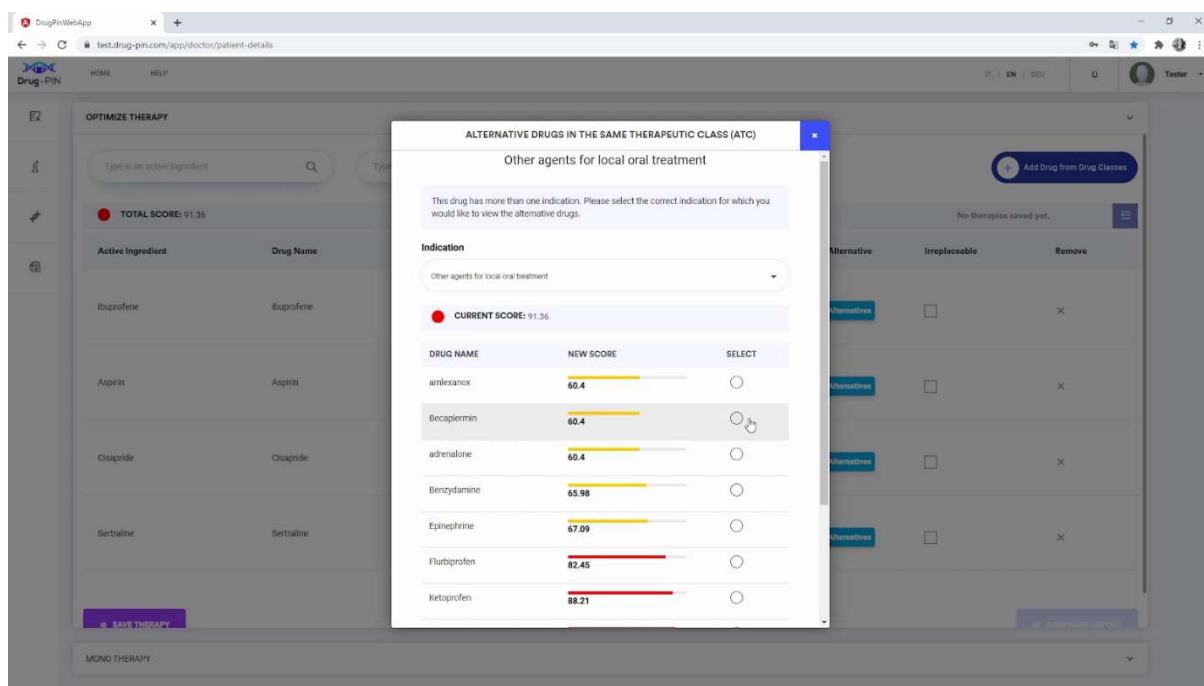 DrugPinWebApp
test.drug-pin.com/app/doctor/patient-details
Drug-PIN
HOME HELP
IT | EN | DEU
Tester
OPTIMIZE THERAPY
Type in an active ingredient
Type
Add Drug from Drug Classes
TOTAL SCORE: 91.36
No therapies saved yet.
Active Ingredient Drug Name Alternative Irreplaceable Remove
Ibuprofene Ibuprofene Alternatives
Aspirin Aspirin Alternatives
Cisapride Cisapride Alternatives
Sertraline Sertraline Alternatives
SAVE THERAPY
MONO THERAPY
ALTERNATIVE DRUGS IN THE SAME THERAPEUTIC CLASS (ATC)
Other agents for local oral treatment
This drug has more than one indication. Please select the correct indication for which you
would like to view the alternative drugs.
Indication
Other agents for local oral treatment
CURRENT SCORE: 91.36
DRUG NAME NEW SCORE SELECT
amlexanox 60.4
Becaplermin 60.4
adrenalone 60.4
Benzydamine 65.98
Epinephrine 67.09
Flurbiprofen 82.45
Ketoprofen 88.21